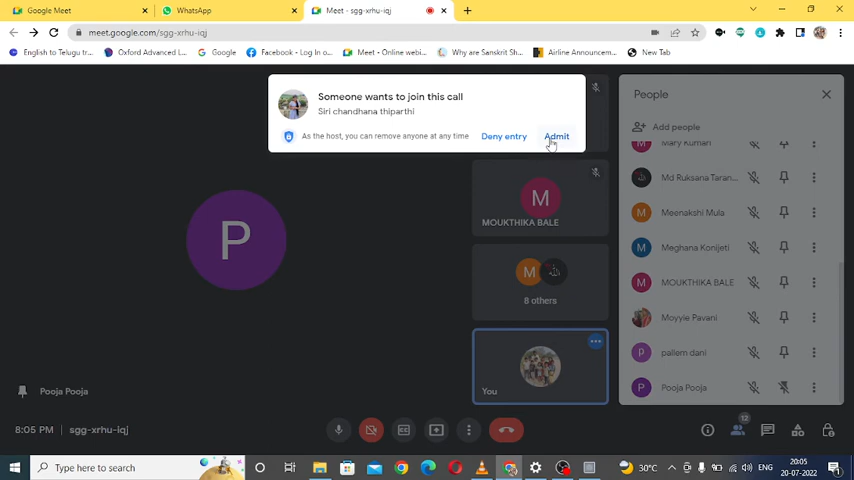 Google Meet
WhatsApp
Meet - sgg-xrhu-iqj
meet.google.com/sgg-xrhu-iqj
English to Telugu tr...
Oxford Advanced L...
Google
Facebook - Log In o...
Meet - Online webi...
Why are Sanskrit Sh...
Airline Announcem...
New Tab
Someone wants to join this call
Siri chandhana thiparthi
As the host, you can remove anyone at any time
Deny entry
Admit
People
Add people
Mary Kumari
Md Ruksana Taran...
Meenakshi Mula
Meghana Konijeti
MOUKTHIKA BALE
Moyyie Pavani
pallem dani
Pooja Pooja
P
M
MOUKTHIKA BALE
M
8 others
You
Pooja Pooja
8:05 PM
sgg-xrhu-iqj
12
Type here to search
30°C
ENG
20:05
20-07-2022